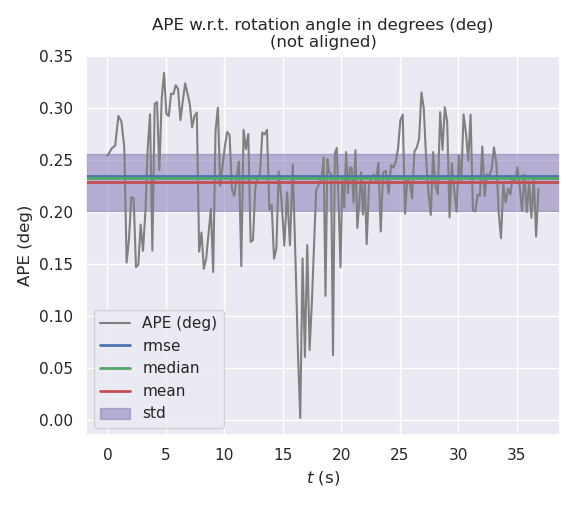 APE w.r.t. rotation angle in degrees (deg)
(not aligned)
APE (deg)
0.35
0.30
0.25
0.20
0.15
0.10
0.05
0.00
APE (deg)
rmse
median
mean
std
0 5 10 15 20 25 30 35
t (s)